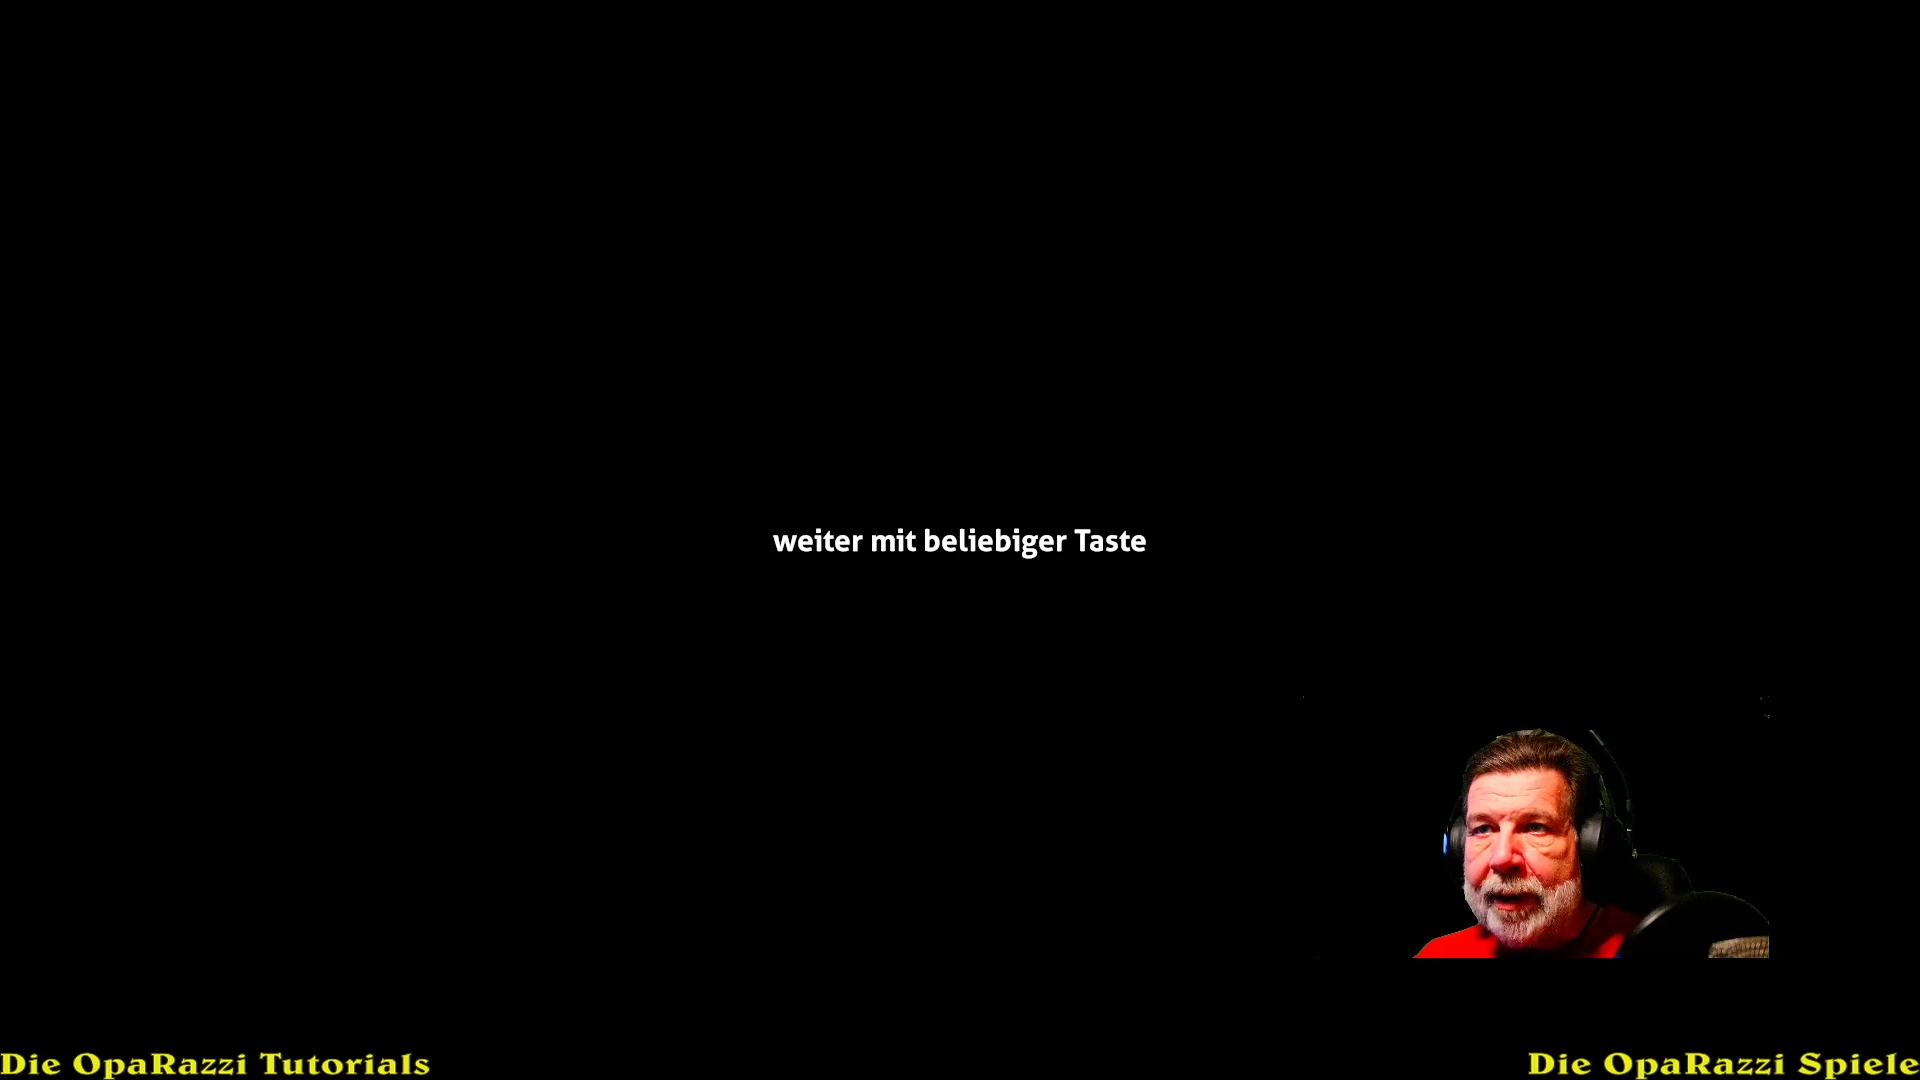 weiter mit beliebiger Taste
Die OpaRazzi Tutorials
Die OpaRazzi Spiele